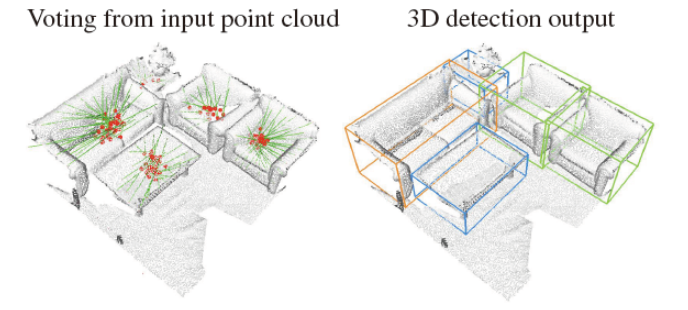 Voting from input point cloud
3D detection output